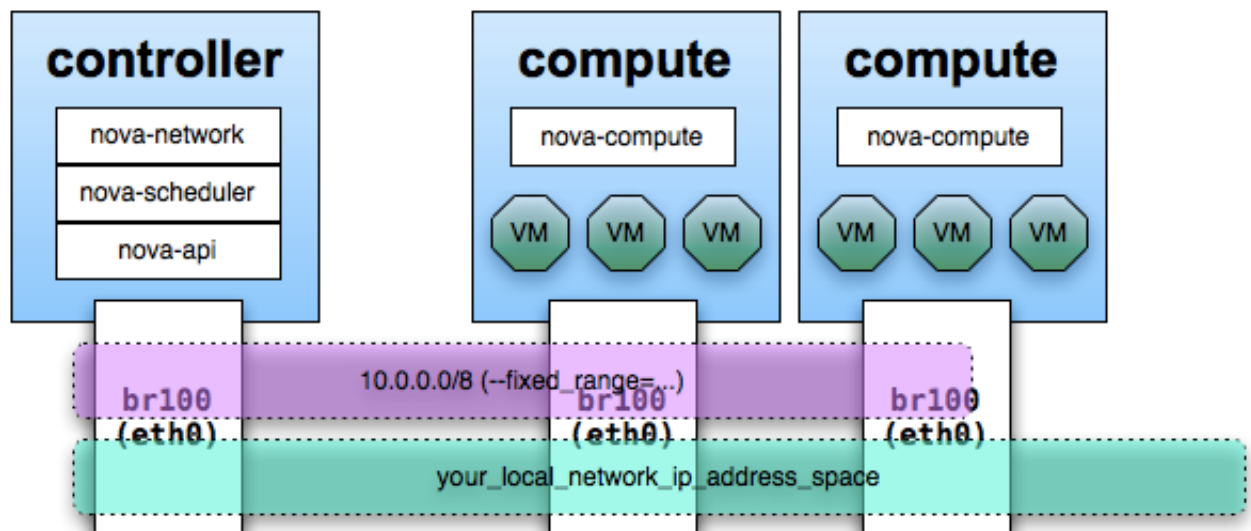 controller
nova-network
nova-scheduler
nova-api
compute
nova-compute
VM VM VM
compute
nova-compute
VM VM VM
10.0.0.0/8 (--fixed_range=...)
br100
(eth0)
br100
(eth0)
br100
(eth0)
your_local_network_ip_address_space